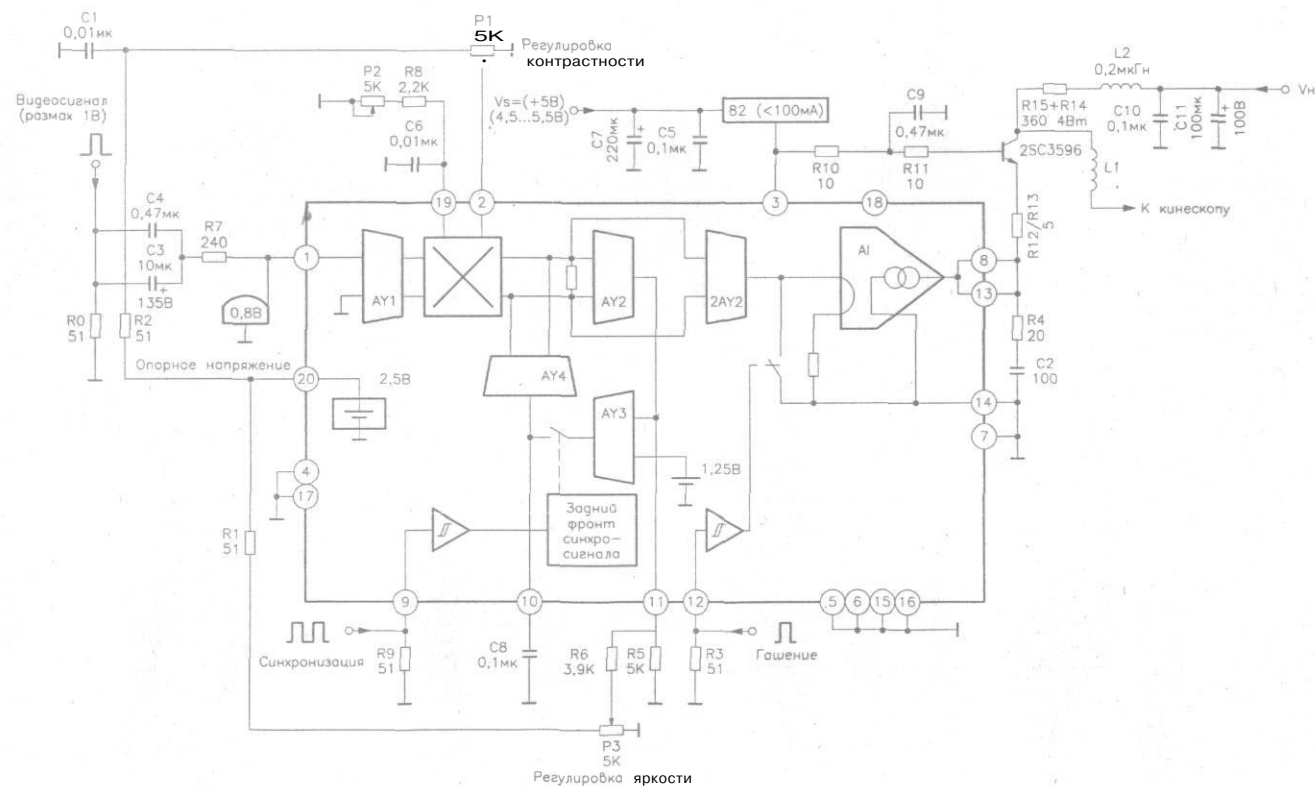 C1
0,01мк
P1
5K
Регулировка
контрастности
L2
0,2мкГн
Vн
P2
5K
R8
2,2K
Видеосигнал
(размах 1В)
Vs=(+5В)
(4,5...5,5В)
82 (<100мА)
C9
0,47мк
R15+R14
360 4Вт
C10
0,1мк
C11
100мк
100В
C6
0,01мк
C7
220мк
C5
0,1мк
2SC3596
R10
10
R11
10
L1
К кинескопу
19
2
3
18
R12/R13
5
C4
0,47мк
R7
240
C3
10мк
135В
1
AY1
AY2
2AY2
A1
8
13
0,8В
R0
51
R2
51
R4
20
C2
100
Опорное напряжение
20
2,5В
AY4
AY3
14
7
1,25В
4
17
Задний
фронт
синхро-
сигнала
R1
51
9
10
11
12
5
6
15
16
Синхронизация
R9
51
C8
0,1мк
R6
3,9K
R5
5K
R3
51
Гашение
P3
5K
Регулировка яркости